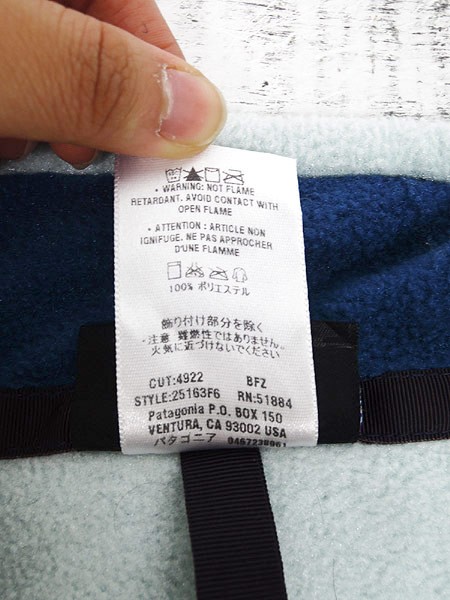 • WARNING: NOT FLAME
RETARDANT. AVOID CONTACT WITH
OPEN FLAME
• ATTENTION : ARTICLE NON
IGNIFUGE. NE PAS APPROCHER
D'UNE FLAMME
100% ポリエステル
飾り付け部分を除く
・注意 難燃性ではありません。
火気に近づけないでください
CUT:4922 BFZ
STYLE:25163F6 RN:51884
Patagonia P.O. BOX 150
VENTURA, CA 93002 USA
パタゴニア 0467238961